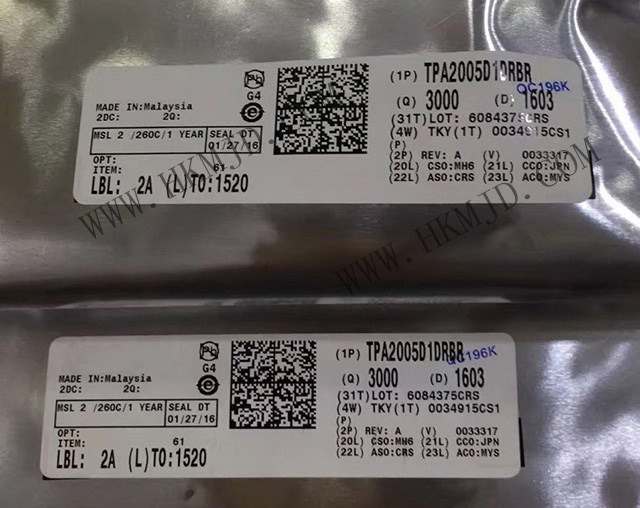 (1P) TPA2005D1DRBR
QC196K
(Q) 3000 (D) 1603
(31T)LOT: 6084375CRS
(4W) TKY(1T) 0034915CS1
(P)
(2P) REV: A (V) 0033317
(20L) CSO:MH6 (21L) CCO:JPN
(22L) ASO:CRS (23L) ACO:MYS
G4
MADE IN:Malaysia
2DC: 2Q:
MSL 2 /260C/1 YEAR SEAL DT
01/27/16
OPT:
ITEM: 61
LBL: 2A (L)TO:1520
WWW.HKMJD.COM
WWW.HKMJD.COM
(1P) TPA2005D1DRBR
QC196K
(Q) 3000 (D) 1603
(31T)LOT: 6084375CRS
(4W) TKY(1T) 0034915CS1
(P)
(2P) REV: A (V) 0033317
(20L) CSO:MH6 (21L) CCO:JPN
(22L) ASO:CRS (23L) ACO:MYS
G4
MADE IN:Malaysia
2DC: 2Q:
MSL 2 /260C/1 YEAR SEAL DT
01/27/16
OPT:
ITEM: 61
LBL: 2A (L)TO:1520